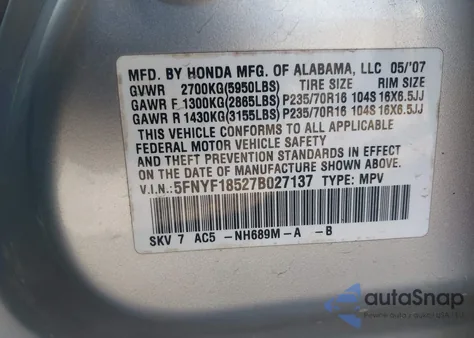 MFD. BY HONDA MFG. OF ALABAMA, LLC 05/'07
GVWR 2700KG(5950LBS) TIRE SIZE RIM SIZE
GAWR F 1300KG(2865LBS) P235/70R16 104S 16X6.5JJ
GAWR R 1430KG(3155LBS) P235/70R16 104S 16X6.5JJ
THIS VEHICLE CONFORMS TO ALL APPLICABLE
FEDERAL MOTOR VEHICLE SAFETY
STANDARDS IN EFFECT ON THE DATE OF
MANUFACTURE SHOWN ABOVE.
V.I.N.: 5FNYF18527B027137 TYPE: MPV
SKV 7 AC5 -NH689M-A -B
autoSnap